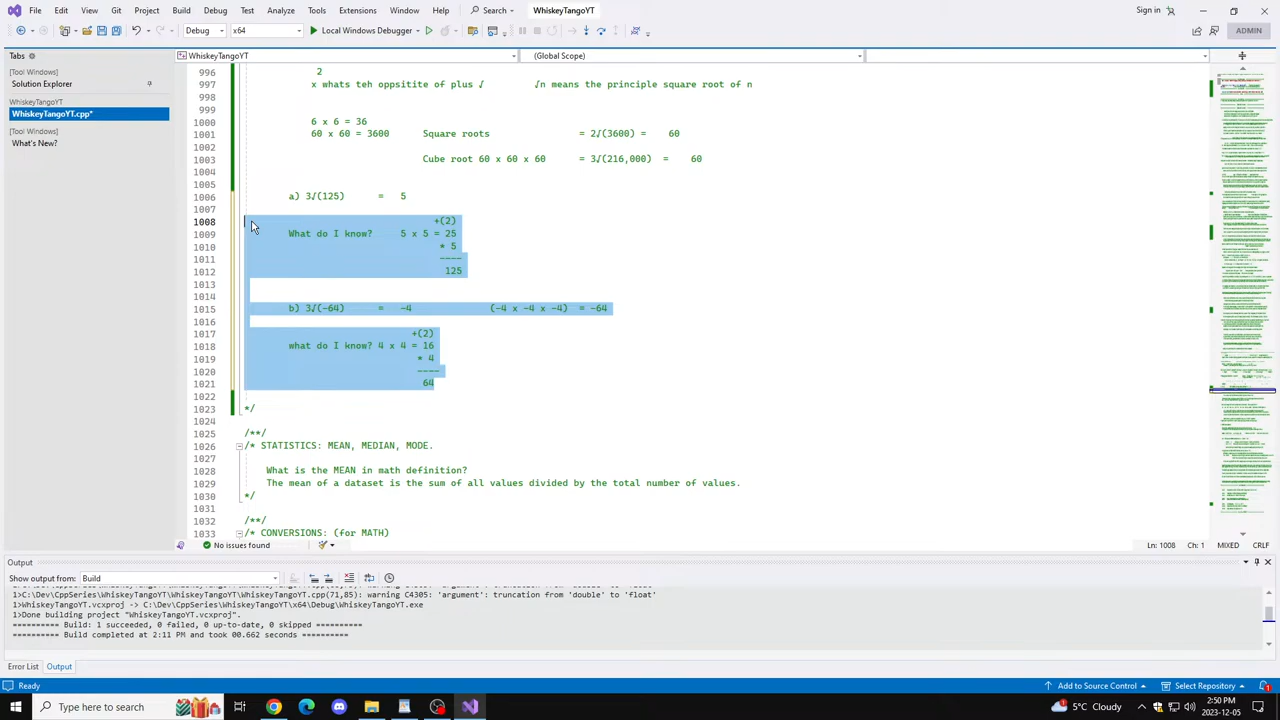 File Edit View Git Project Build Debug Test Analyze Tools Extensions Window Help Search WhiskeyTangoYT Sign in
Debug x64 Local Windows Debugger ADMIN
Tabs WhiskeyTangoYT (Global Scope)
[Tool Windows]
Solution Explorer
WhiskeyTangoYT
WhiskeyTangoYT.cpp*
[Tool Windows]
What's New?
996 2
997 x whats throoppsitite of plus √ √n means the principle square root of n
998
999
1000 6 x 6 = 36
1001 60 x 60 = 3600 Square roots = 2√(3600) = 60
1002
1003 Cube root 60 x 60 x 60 = 3√(216,000) = 60
1004
1005
1006 a.) 3√(125) =
1007
1008 +(2)
1009 What do I know? 5 x 5 = 25
1010 * 5
1011 ----
1012 125
1013
1014
1015 3√(-64) = -4 (-4 x = -64
1016
1017 +(2)
1018 What do I know? 4 x 4 = 16
1019 * 4
1020 ----
1021 64
1022
1023 */
1024
1025 /**/
1026 /* STATISTICS: MEAN MEDIAN MODE
1027
1028 What is the MEAN? Oxford definition:
1029 The mean of a data set is the sum of all values divided by the total number of values.
1030 */
1031
1032 /**/
1033 /* CONVERSIONS: (for MATH)
No issues found Ln: 1008 Ch: 1 MIXED CRLF
Output
Show output from: Build
1>C:\Dev\CppSeries\WhiskeyTangoYT\WhiskeyTangoYT\WhiskeyTangoYT.cpp(71,85): warning C4305: 'argument': truncation from 'double' to 'float'
1>WhiskeyTangoYT.vcxproj -> C:\Dev\CppSeries\WhiskeyTangoYT\x64\Debug\WhiskeyTangoYT.exe
1>Done building project "WhiskeyTangoYT.vcxproj".
========== Build: 1 succeeded, 0 failed, 0 up-to-date, 0 skipped ==========
========== Build completed at 2:11 PM and took 00.662 seconds ==========
Error List Output
Ready Add to Source Control Select Repository 1
Type here to search 5°C Cloudy 2:50 PM
2023-12-05